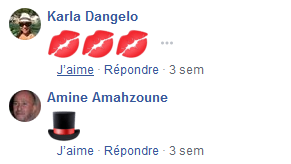 Karla Dangelo
J'aime · Répondre · 3 sem
Amine Amahzoune
J'aime · Répondre · 3 sem